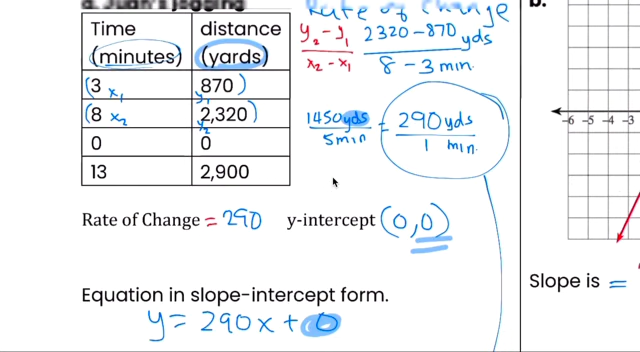 a. Juan's jogging
Rate of Change
b.
Time (minutes) distance (yards)
(3 x₁ 870) y₁
(8 x₂ 2,320) y₂
0 0
13 2,900
y₂ - y₁ 2320 - 870 yds
x₂ - x₁ 8 - 3 min.
1450 yds = 290 yds
5 min 1 min.
-6 -5 -4 -3
Rate of Change = 290 y-intercept (0,0)
Slope is =
Equation in slope-intercept form.
y = 290x + 0